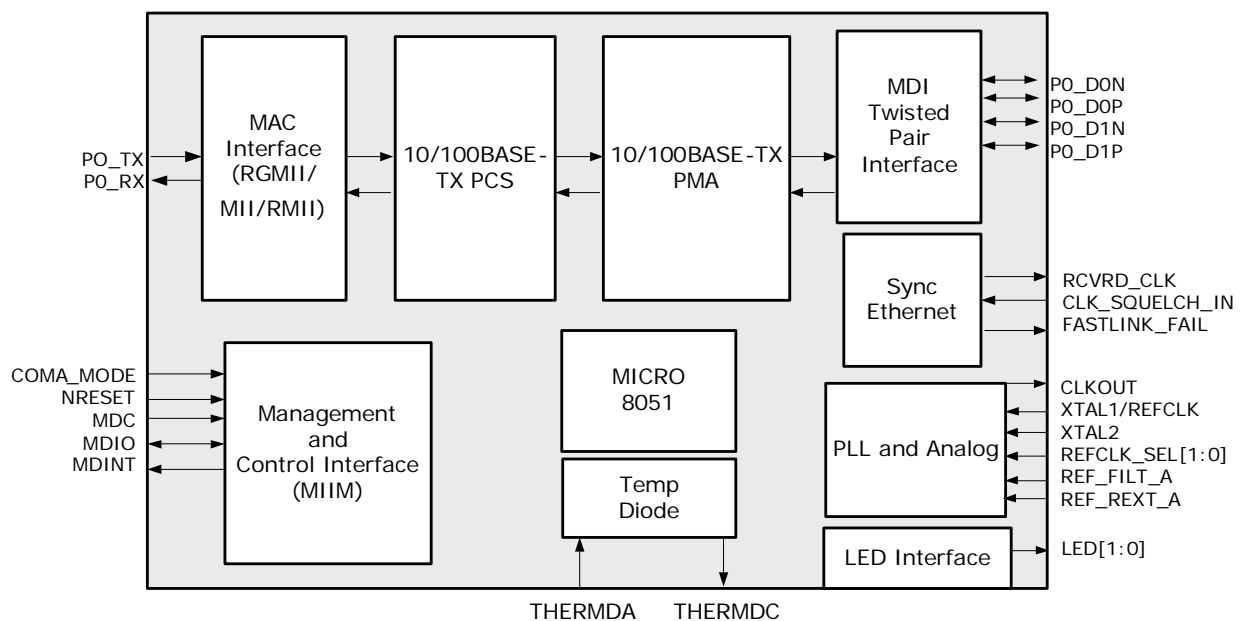 MAC
Interface
(RGMII/
MII/RMII)
10/100BASE-
TX PCS
10/100BASE-TX
PMA
MDI
Twisted
Pair
Interface
PO_TX
P0_RX
P0_D0N
P0_D0P
P0_D1N
P0_D1P
Sync
Ethernet
RCVRD_CLK
CLK_SQUELCH_IN
FASTLINK_FAIL
COMA_MODE
NRESET
MDC
MDIO
MDINT
Management
and
Control Interface
(MIIM)
MICRO
8051
Temp
Diode
PLL and Analog
CLKOUT
XTAL1/REFCLK
XTAL2
REFCLK_SEL[1:0]
REF_FILT_A
REF_REXT_A
LED Interface
LED[1:0]
THERMDA
THERMDC